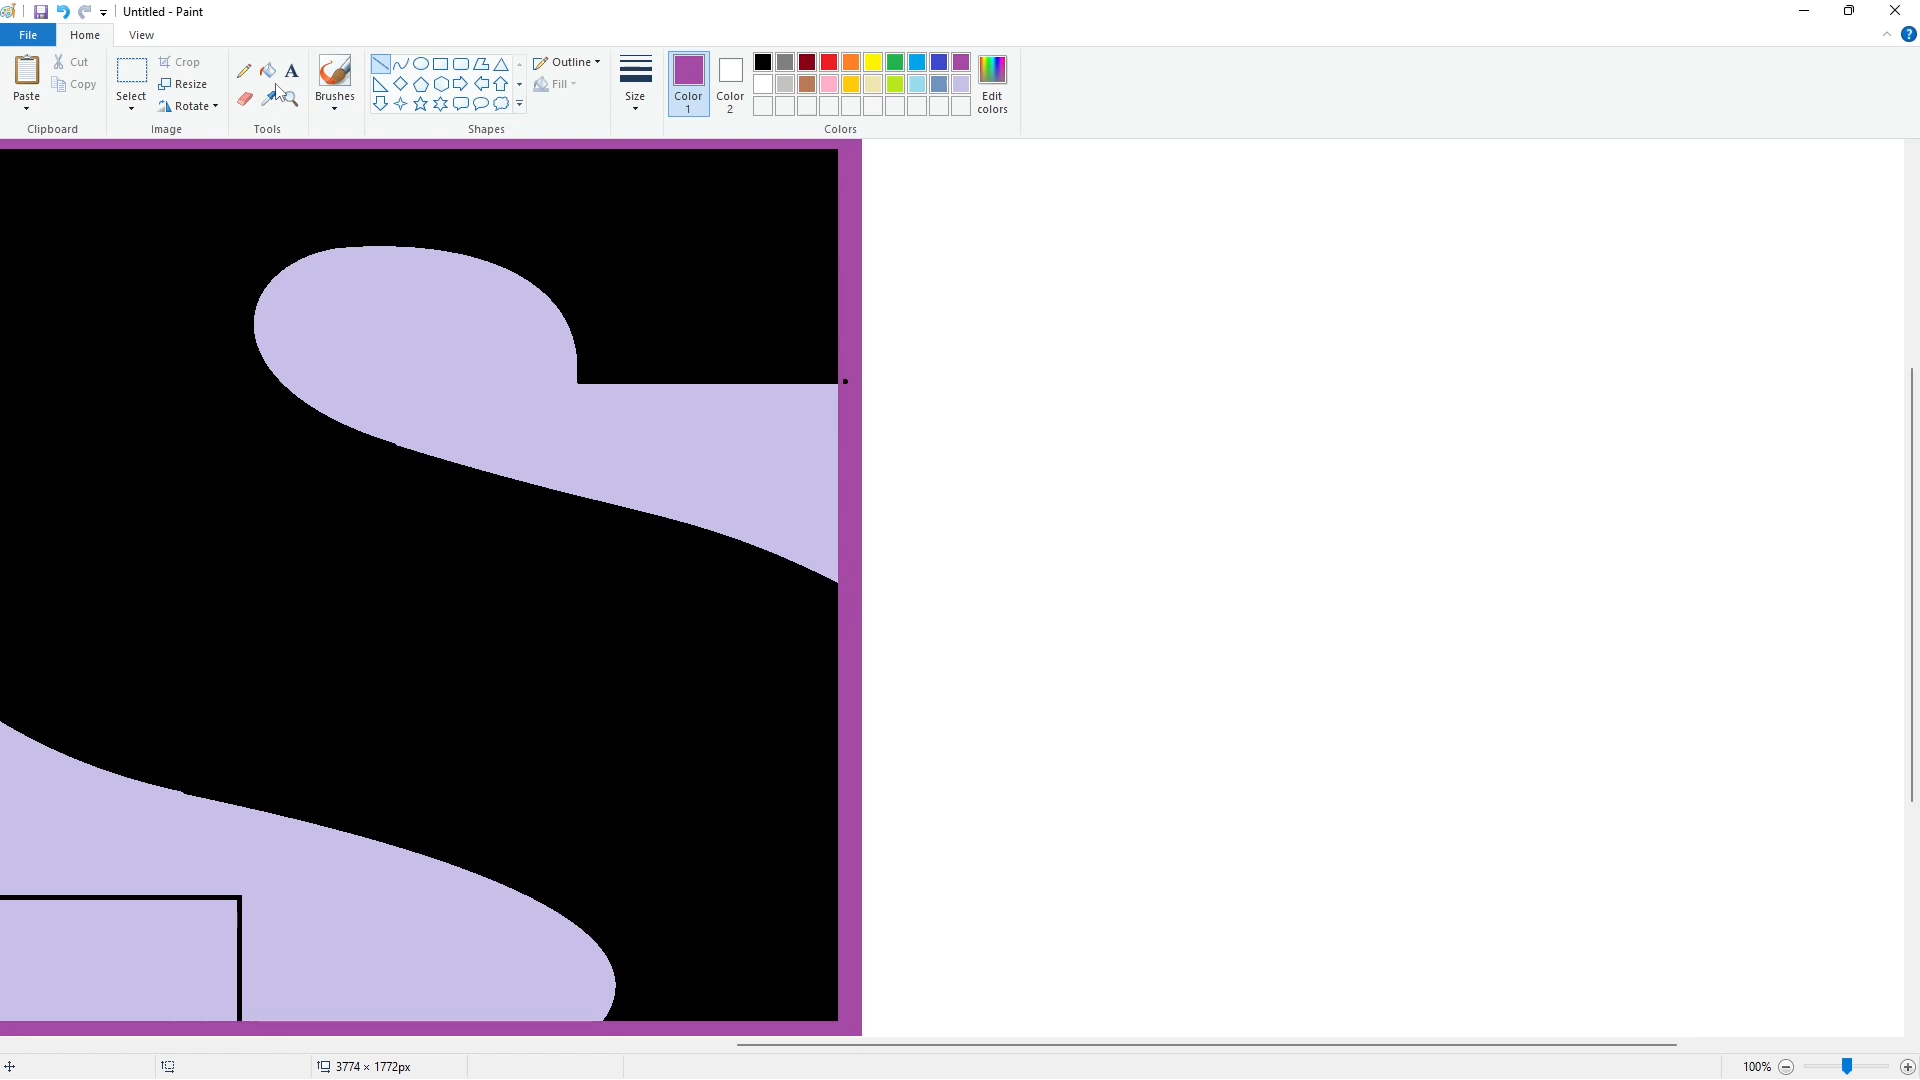 Untitled - Paint
File Home View
Paste Cut Copy
Clipboard
Select Crop Resize Rotate
Image
A
Tools
Brushes
Shapes
Outline Fill
Size
Color 1
Color 2
Edit colors
Colors
?
S
3774 × 1772px
100%